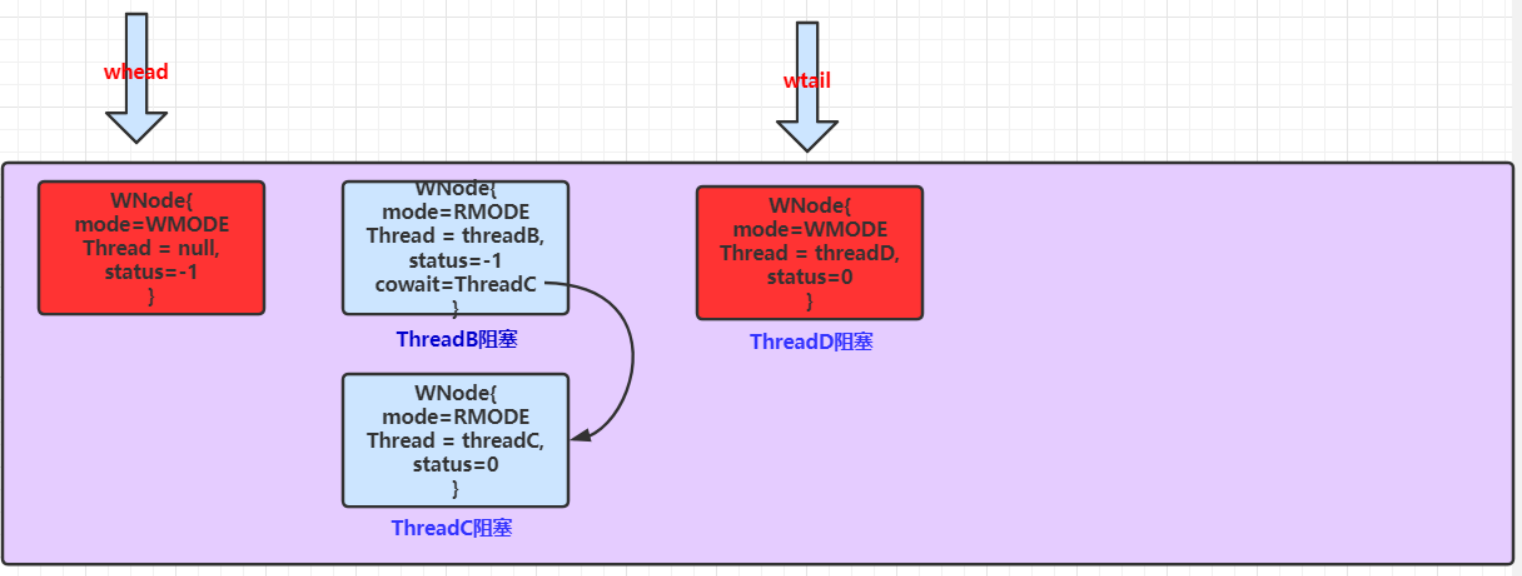 whead
wtail
WNode{
mode=WMODE
Thread = null,
status=-1
}
WNode{
mode=RMODE
Thread = threadB,
status=-1
cowait=ThreadC
}
ThreadB阻塞
WNode{
mode=RMODE
Thread = threadC,
status=0
}
ThreadC阻塞
WNode{
mode=WMODE
Thread = threadD,
status=0
}
ThreadD阻塞